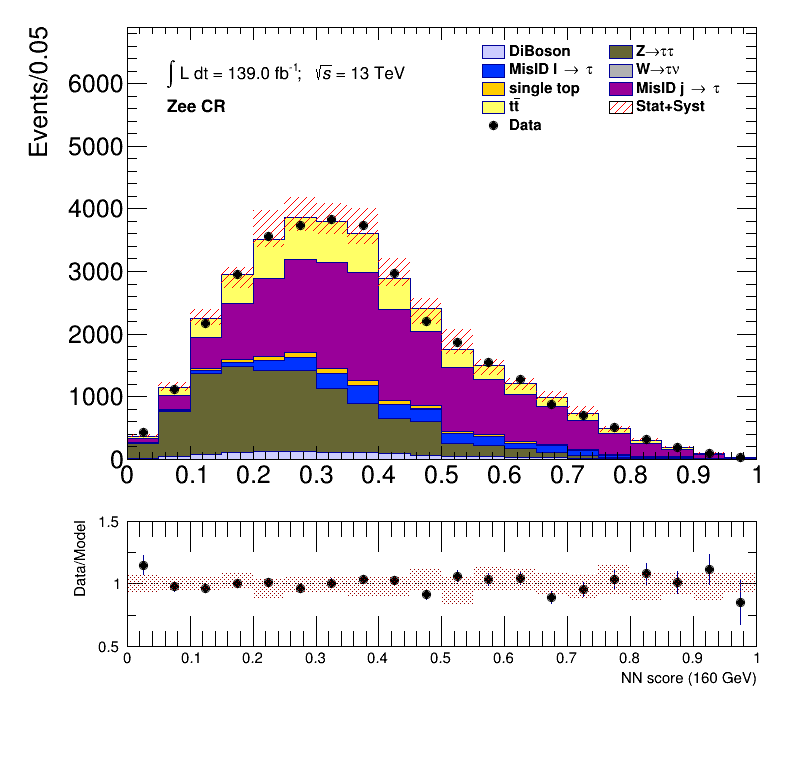 Events/0.05
6000
5000
4000
3000
2000
1000
0
∫ L dt = 139.0 fb⁻¹; √s = 13 TeV
Zee CR
DiBoson
MisID l → τ
single top
tt̄
Data
Z→ττ
W→τν
MisID j → τ
Stat+Syst
0 0.1 0.2 0.3 0.4 0.5 0.6 0.7 0.8 0.9 1
Data/Model
1.5
1
0.5
0 0.1 0.2 0.3 0.4 0.5 0.6 0.7 0.8 0.9 1
NN score (160 GeV)